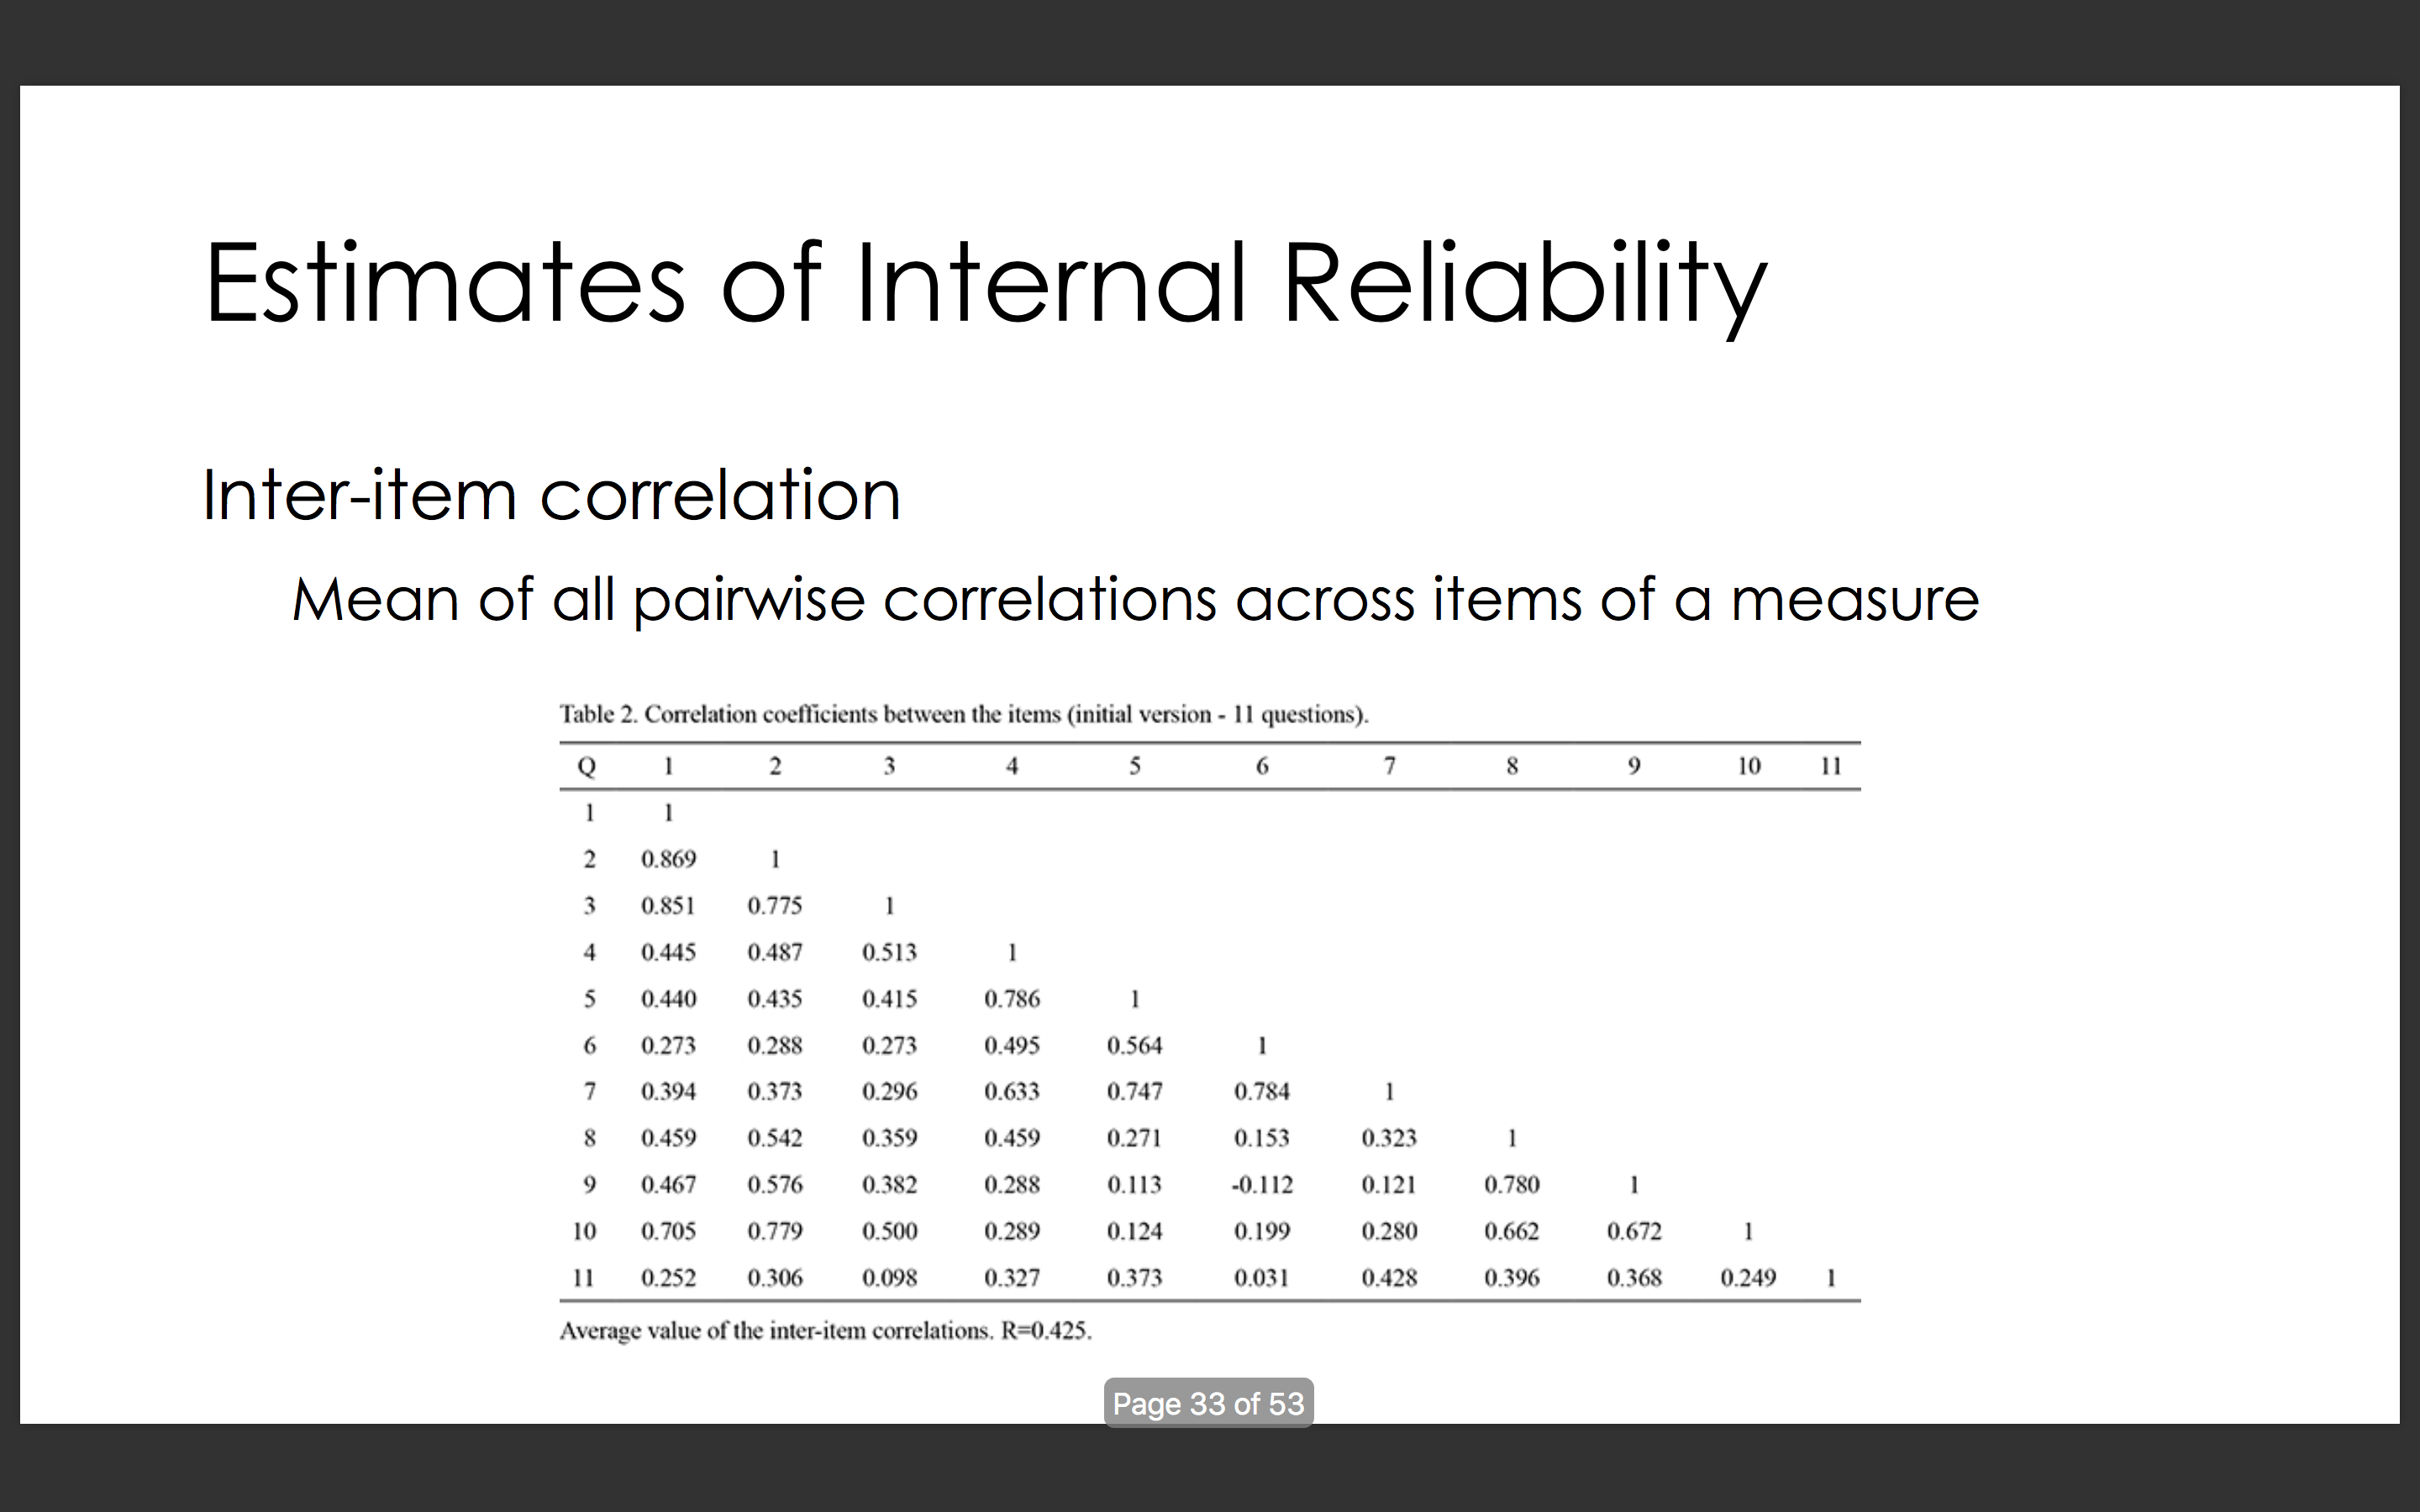 Estimates of Internal Reliability
Inter-item correlation
Mean of all pairwise correlations across items of a measure
Table 2. Correlation coefficients between the items (initial version - 11 questions).
Q 1 2 3 4 5 6 7 8 9 10 11
1 1
2 0.869 1
3 0.851 0.775 1
4 0.445 0.487 0.513 1
5 0.440 0.435 0.415 0.786 1
6 0.273 0.288 0.273 0.495 0.564 1
7 0.394 0.373 0.296 0.633 0.747 0.784 1
8 0.459 0.542 0.359 0.459 0.271 0.153 0.323 1
9 0.467 0.576 0.382 0.288 0.113 -0.112 0.121 0.780 1
10 0.705 0.779 0.500 0.289 0.124 0.199 0.280 0.662 0.672 1
11 0.252 0.306 0.098 0.327 0.373 0.031 0.428 0.396 0.368 0.249 1
Average value of the inter-item correlations. R=0.425.
Page 33 of 53